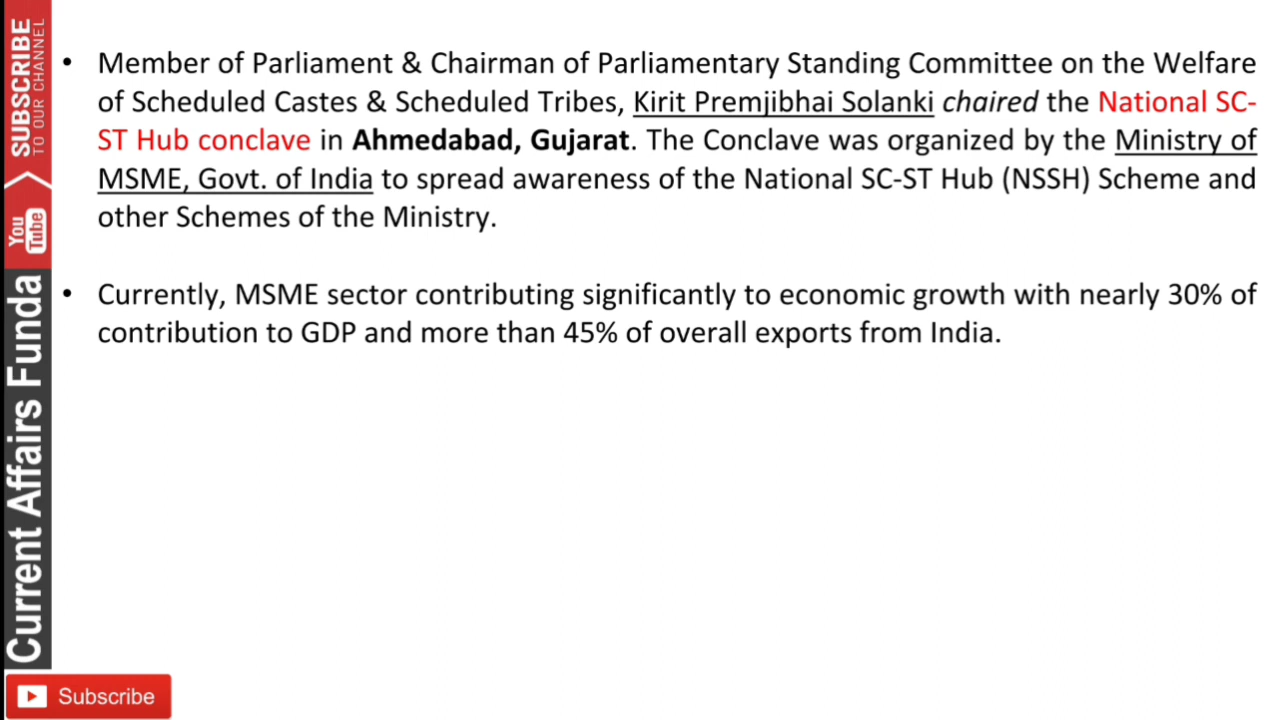 SUBSCRIBE
TO OUR CHANNEL
You
Tube
Current Affairs Funda
• Member of Parliament & Chairman of Parliamentary Standing Committee on the Welfare
of Scheduled Castes & Scheduled Tribes, Kirit Premjibhai Solanki chaired the National SC-
ST Hub conclave in Ahmedabad, Gujarat. The Conclave was organized by the Ministry of
MSME, Govt. of India to spread awareness of the National SC-ST Hub (NSSH) Scheme and
other Schemes of the Ministry.
• Currently, MSME sector contributing significantly to economic growth with nearly 30% of
contribution to GDP and more than 45% of overall exports from India.
Subscribe